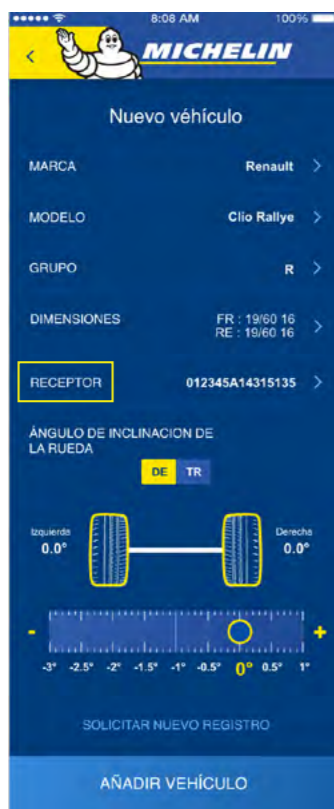 8:08 AM 100%
MICHELIN
Nuevo véhículo
MARCA Renault
MODELO Clio Rallye
GRUPO R
DIMENSIONES FR : 19/60 16
RE : 19/60 16
RECEPTOR 012345A14315135
ÁNGULO DE INCLINACION DE
LA RUEDA
DE TR
Izquierda Derecha
0.0° 0.0°
- +
-3° -2.5° -2° -1.5° -1° -0.5° 0° 0.5° 1°
SOLICITAR NUEVO REGISTRO
AÑADIR VEHÍCULO